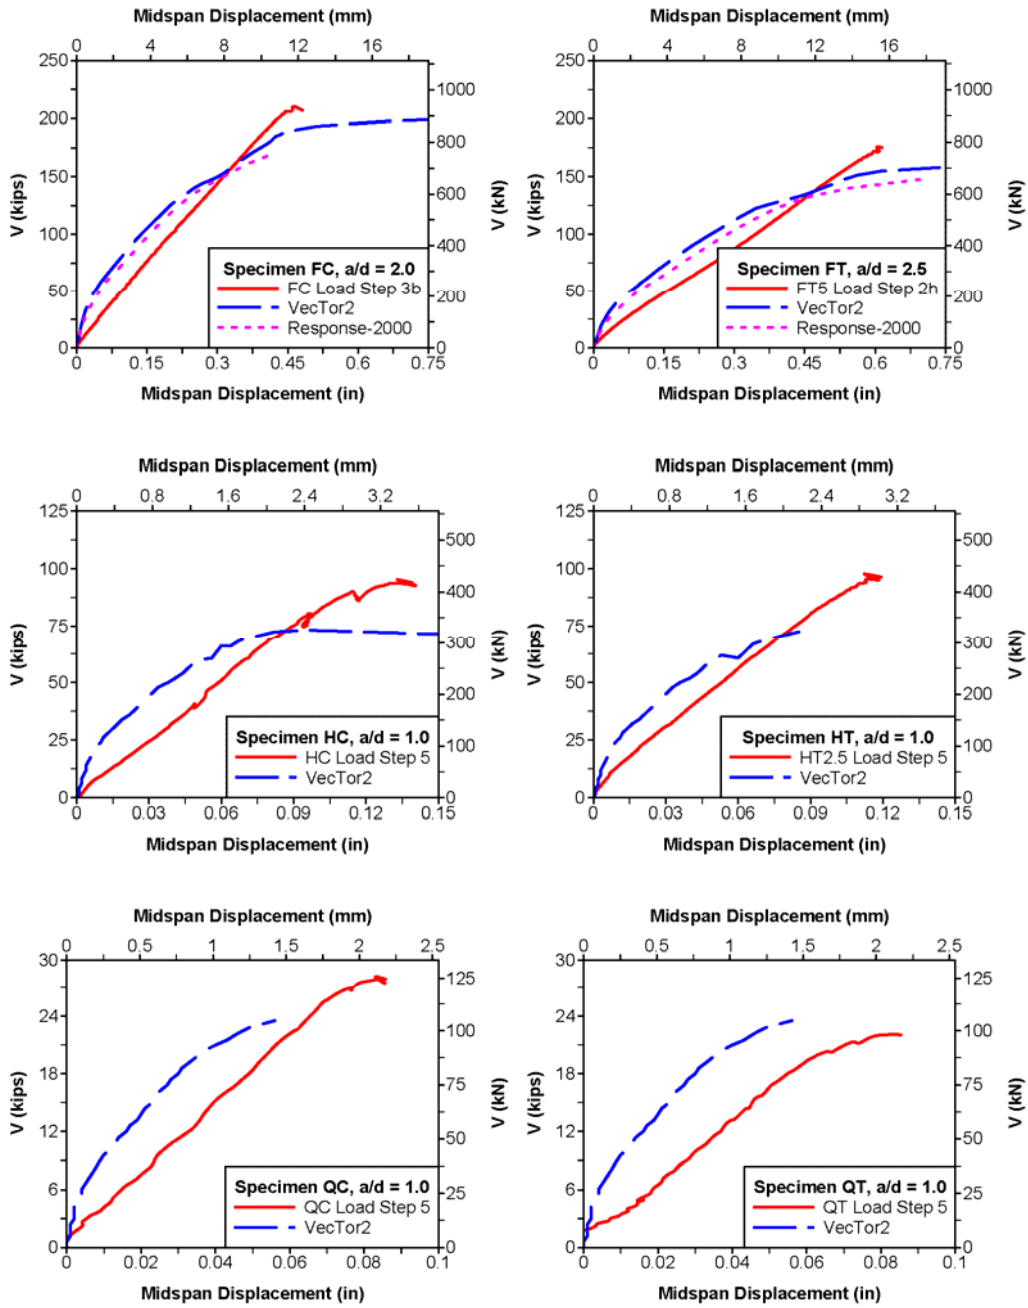 Midspan Displacement (mm)
0 4 8 12 16
250
200
150
100
50
0
V (kips)
1000
800
600
400
200
0
V (kN)
Specimen FC, a/d = 2.0
FC Load Step 3b
VecTor2
Response-2000
0 0.15 0.3 0.45 0.6 0.75
Midspan Displacement (in)
Midspan Displacement (mm)
0 4 8 12 16
250
200
150
100
50
0
V (kips)
1000
800
600
400
200
0
V (kN)
Specimen FT, a/d = 2.5
FT5 Load Step 2h
VecTor2
Response-2000
0 0.15 0.3 0.45 0.6 0.75
Midspan Displacement (in)
Midspan Displacement (mm)
0 0.8 1.6 2.4 3.2
125
100
75
50
25
0
V (kips)
500
400
300
200
100
0
V (kN)
Specimen HC, a/d = 1.0
HC Load Step 5
VecTor2
0 0.03 0.06 0.09 0.12 0.15
Midspan Displacement (in)
Midspan Displacement (mm)
0 0.8 1.6 2.4 3.2
125
100
75
50
25
0
V (kips)
500
400
300
200
100
0
V (kN)
Specimen HT, a/d = 1.0
HT2.5 Load Step 5
VecTor2
0 0.03 0.06 0.09 0.12 0.15
Midspan Displacement (in)
Midspan Displacement (mm)
0 0.5 1 1.5 2 2.5
30
24
18
12
6
0
V (kips)
125
100
75
50
25
0
V (kN)
Specimen QC, a/d = 1.0
QC Load Step 5
VecTor2
0 0.02 0.04 0.06 0.08 0.1
Midspan Displacement (in)
Midspan Displacement (mm)
0 0.5 1 1.5 2 2.5
30
24
18
12
6
0
V (kips)
125
100
75
50
25
0
V (kN)
Specimen QT, a/d = 1.0
QT Load Step 5
VecTor2
0 0.02 0.04 0.06 0.08 0.1
Midspan Displacement (in)